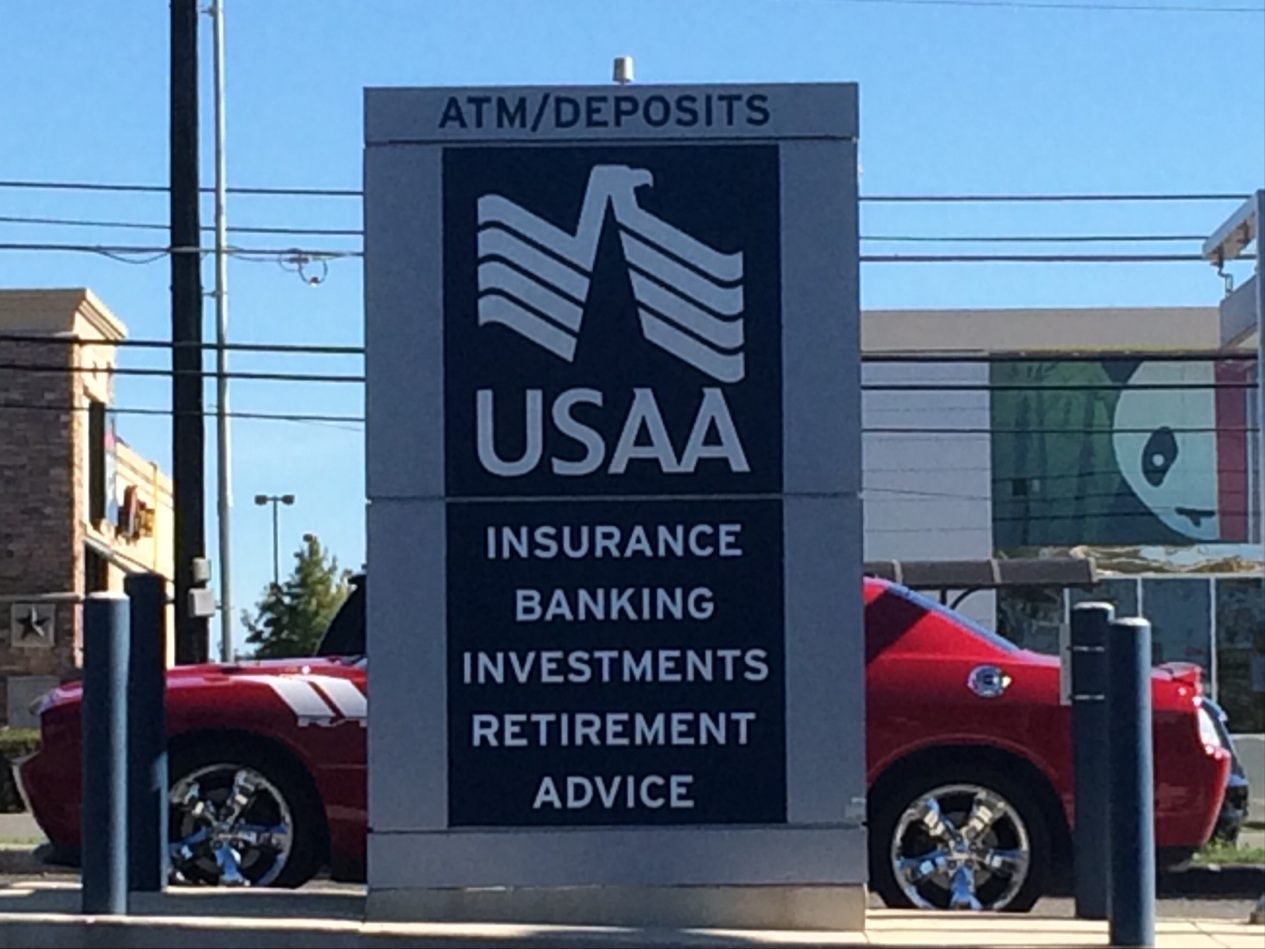 ATM/DEPOSITS
USAA
INSURANCE
BANKING
INVESTMENTS
RETIREMENT
ADVICE